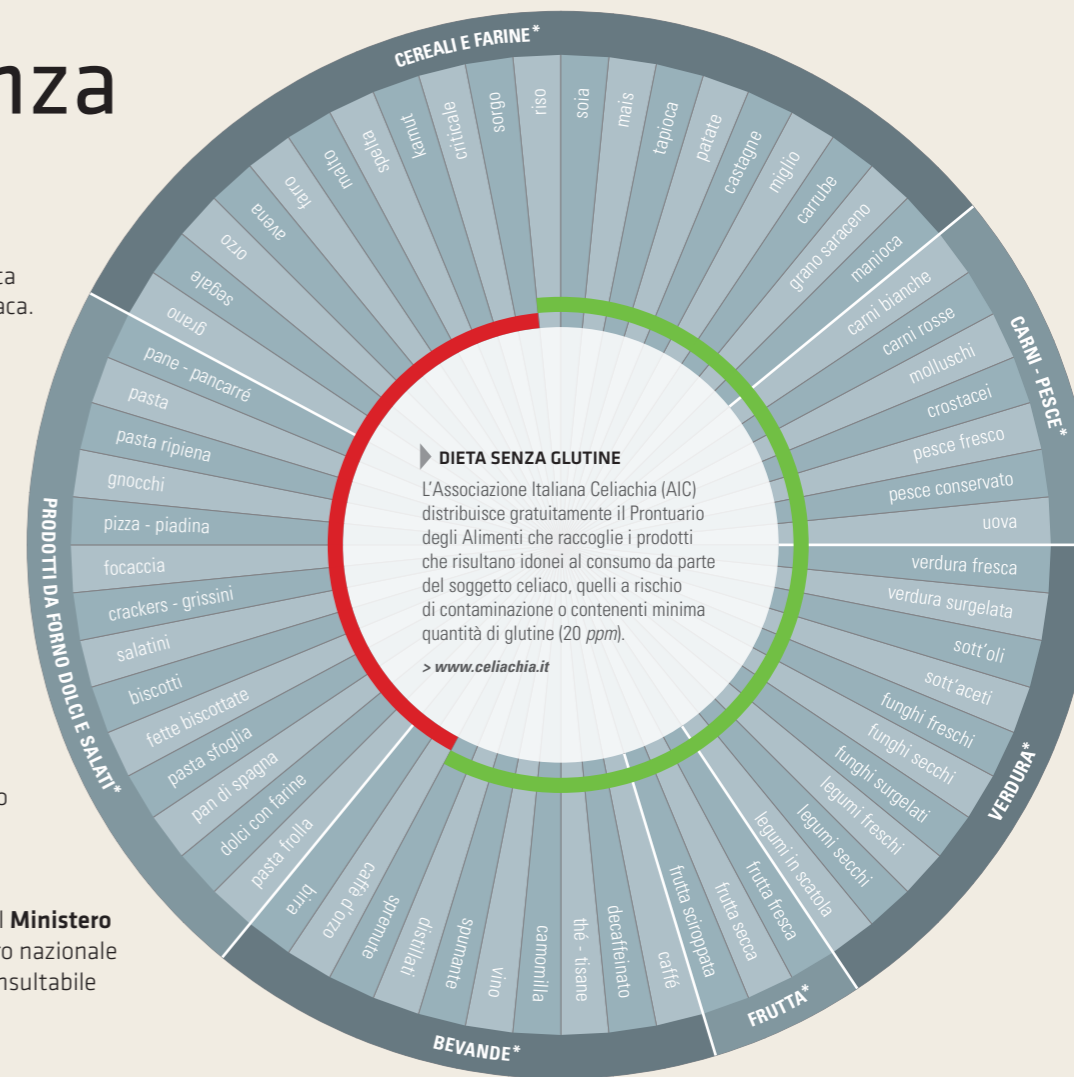 nza
ca
aca.
o
l Ministero
ro nazionale
nsultabile
CEREALI E FARINE*
grano
segale
orzo
avena
farro
malto
spelta
kamut
criticale
sorgo
riso
soia
mais
tapioca
patate
castagne
miglio
carrube
grano saraceno
manioca
CARNI - PESCE*
carni bianche
carni rosse
molluschi
crostacei
pesce fresco
pesce conservato
uova
VERDURA*
verdura fresca
verdura surgelata
sott'oli
sott'aceti
funghi freschi
funghi secchi
funghi surgelati
legumi freschi
legumi secchi
legumi in scatola
FRUTTA*
frutta fresca
frutta secca
frutta sciroppata
BEVANDE*
caffé
decaffeinato
thé - tisane
camomilla
vino
spumante
distillati
spremute
caffè d'orzo
birra
PRODOTTI DA FORNO DOLCI E SALATI*
pasta frolla
dolci con farine
pan di spagna
pasta sfoglia
fette biscottate
biscotti
salatini
crackers - grissini
focaccia
pizza - piadina
gnocchi
pasta ripiena
pasta
pane - pancarré
DIETA SENZA GLUTINE
L'Associazione Italiana Celiachia (AIC)
distribuisce gratuitamente il Prontuario
degli Alimenti che raccoglie i prodotti
che risultano idonei al consumo da parte
del soggetto celiaco, quelli a rischio
di contaminazione o contenenti minima
quantità di glutine (20 ppm).
> www.celiachia.it